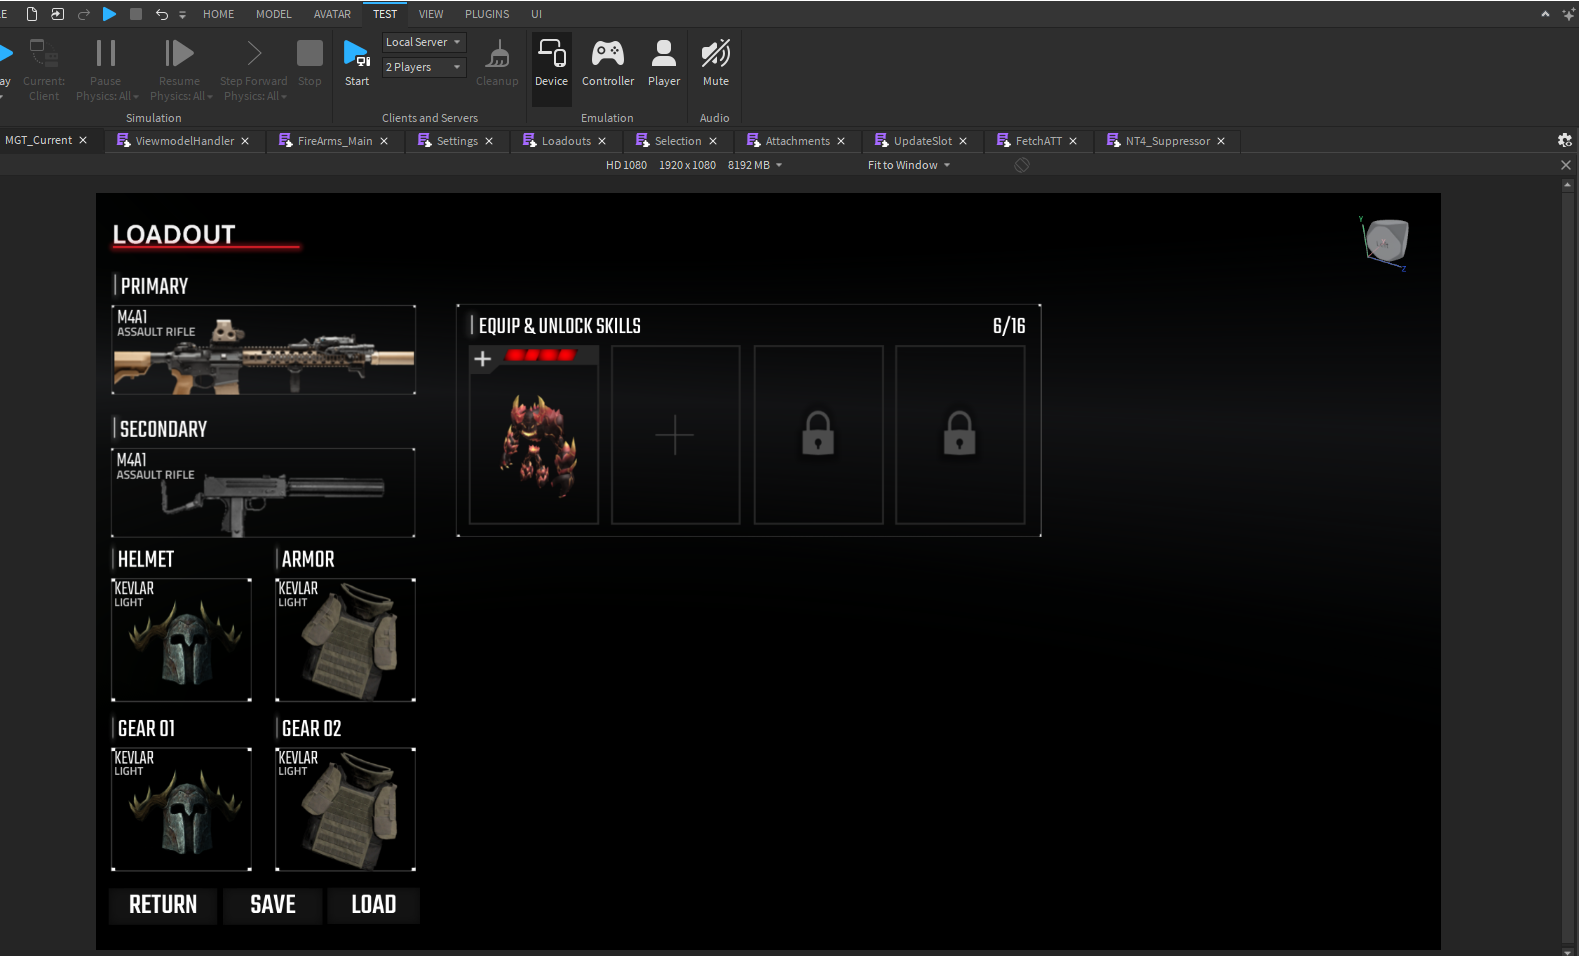 E HOME MODEL AVATAR TEST VIEW PLUGINS UI
ay Current: Client Pause Physics: All Resume Physics: All Step Forward Physics: All Stop Start Local Server 2 Players Cleanup Device Controller Player Mute
Simulation Clients and Servers Emulation Audio
MGT_Current ViewmodelHandler FireArms_Main Settings Loadouts Selection Attachments UpdateSlot FetchATT NT4_Suppressor
HD 1080 1920 x 1080 8192 MB Fit to Window
LOADOUT
Y
Z
PRIMARY
M4A1
ASSAULT RIFLE
EQUIP & UNLOCK SKILLS 6/16
SECONDARY
M4A1
ASSAULT RIFLE
HELMET ARMOR
KEVLAR KEVLAR
LIGHT LIGHT
GEAR 01 GEAR 02
KEVLAR KEVLAR
LIGHT LIGHT
RETURN SAVE LOAD